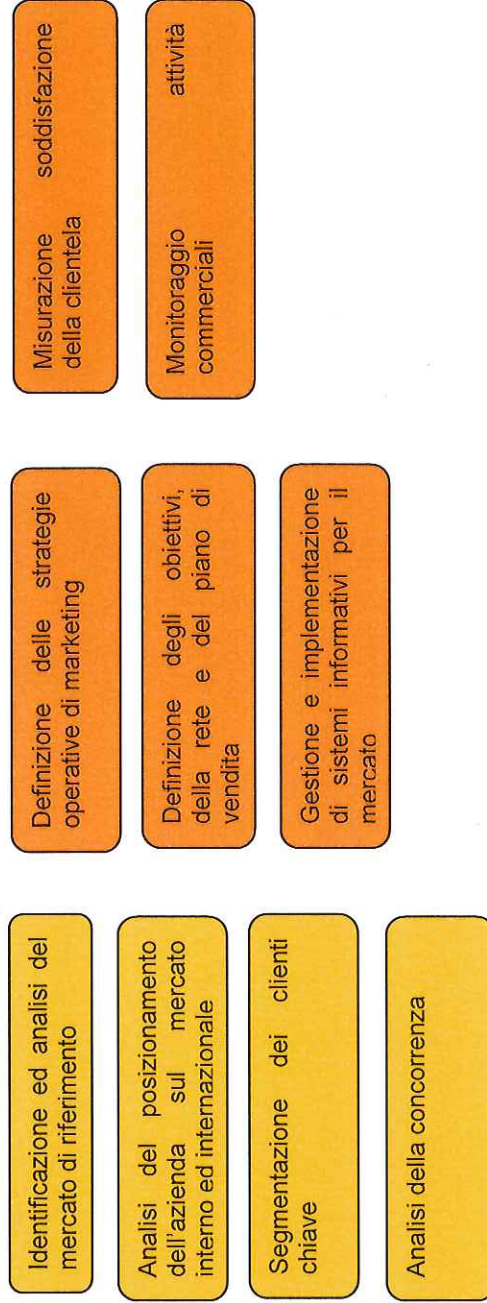 Identificazione ed analisi del
mercato di riferimento
Analisi del posizionamento
dell'azienda sul mercato
interno ed internazionale
Segmentazione dei clienti
chiave
Analisi della concorrenza
Definizione delle strategie
operative di marketing
Definizione degli obiettivi,
della rete e del piano di
vendita
Gestione e implementazione
di sistemi informativi per il
mercato
Misurazione soddisfazione
della clientela
Monitoraggio attività
commerciali